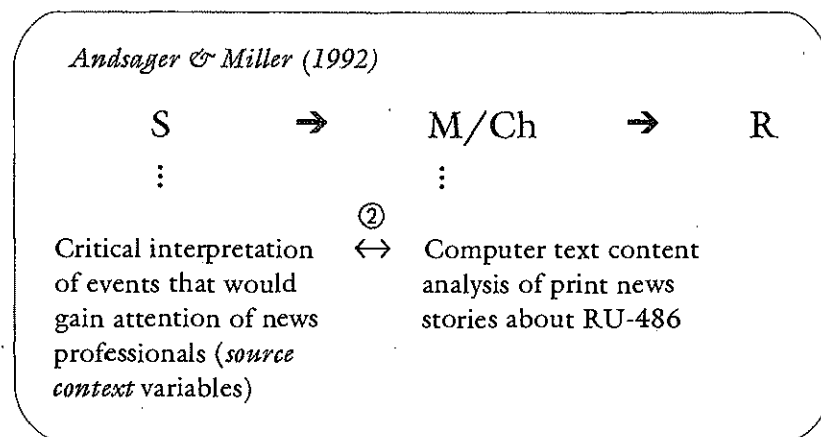 Andsager & Miller (1992)
S → M/Ch → R
⋮ ⋮
②
Critical interpretation ↔ Computer text content
of events that would analysis of print news
gain attention of news stories about RU-486
professionals (source
context variables)